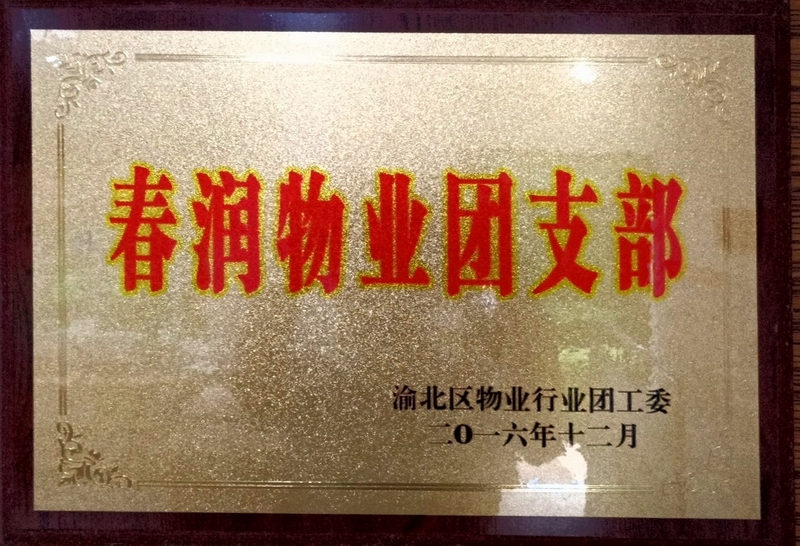 春润物业团支部
渝北区物业行业团工委
二0一六年十二月